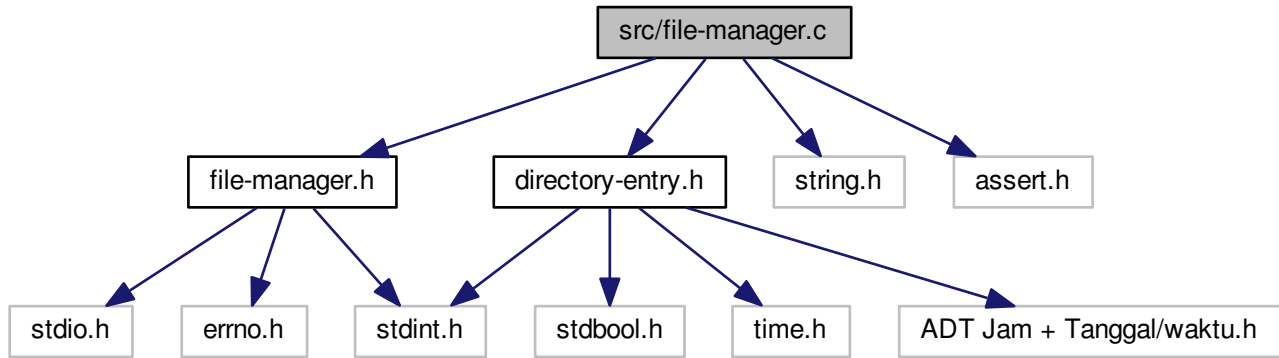 src/file-manager.c
file-manager.h
directory-entry.h
string.h
assert.h
stdio.h
errno.h
stdint.h
stdbool.h
time.h
ADT Jam + Tanggal/waktu.h